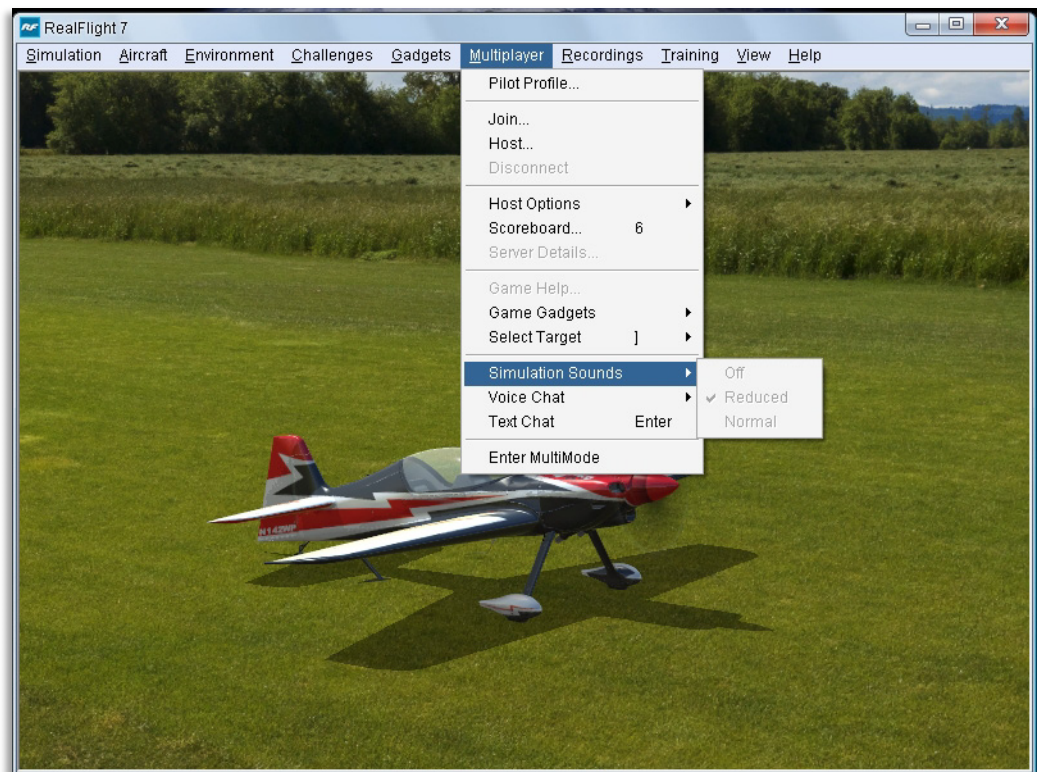 RF RealFlight 7
Simulation Aircraft Environment Challenges Gadgets Multiplayer Recordings Training View Help
Pilot Profile...
Join...
Host...
Disconnect
Host Options
Scoreboard... 6
Server Details...
Game Help...
Game Gadgets
Select Target ]
Simulation Sounds
Off
Voice Chat
Reduced
Text Chat Enter
Normal
Enter MultiMode
N142WP